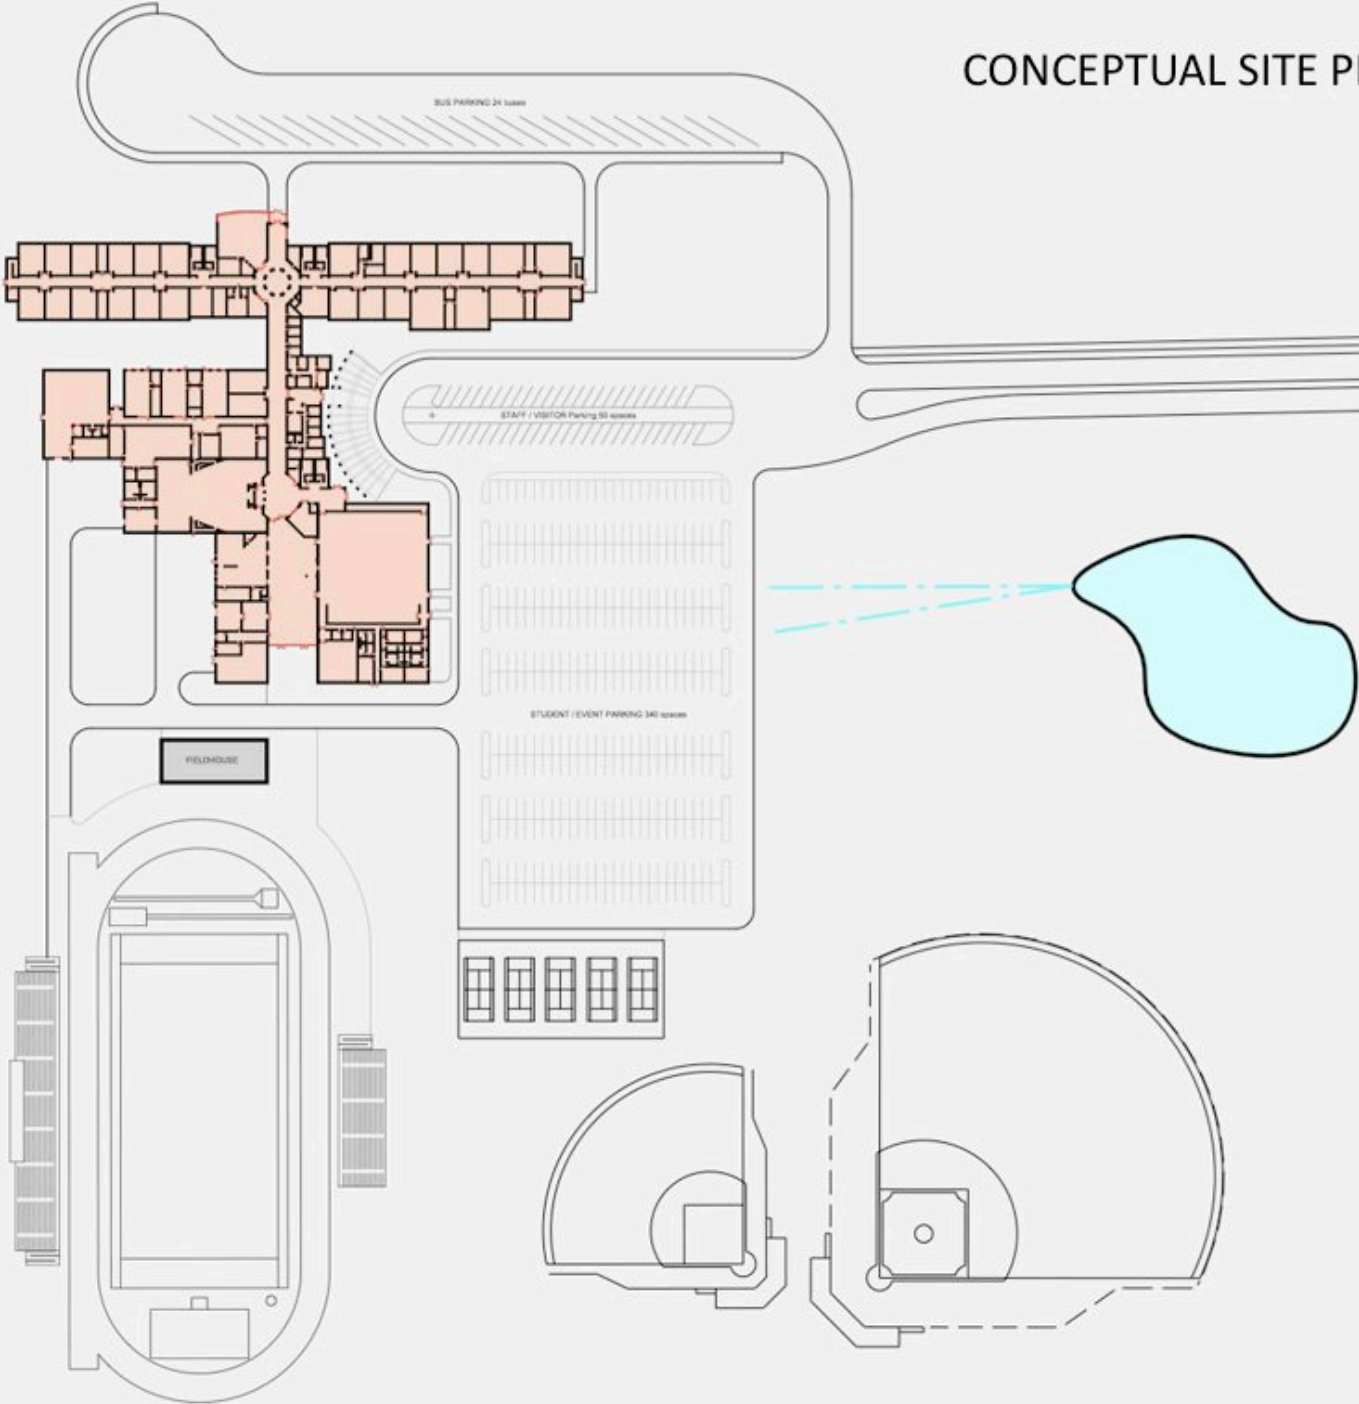 CONCEPTUAL SITE
BUS PARKING 24 buses
STAFF / VISITOR Parking 50 spaces
STUDENT / EVENT PARKING 340 spaces
FIELDHOUSE